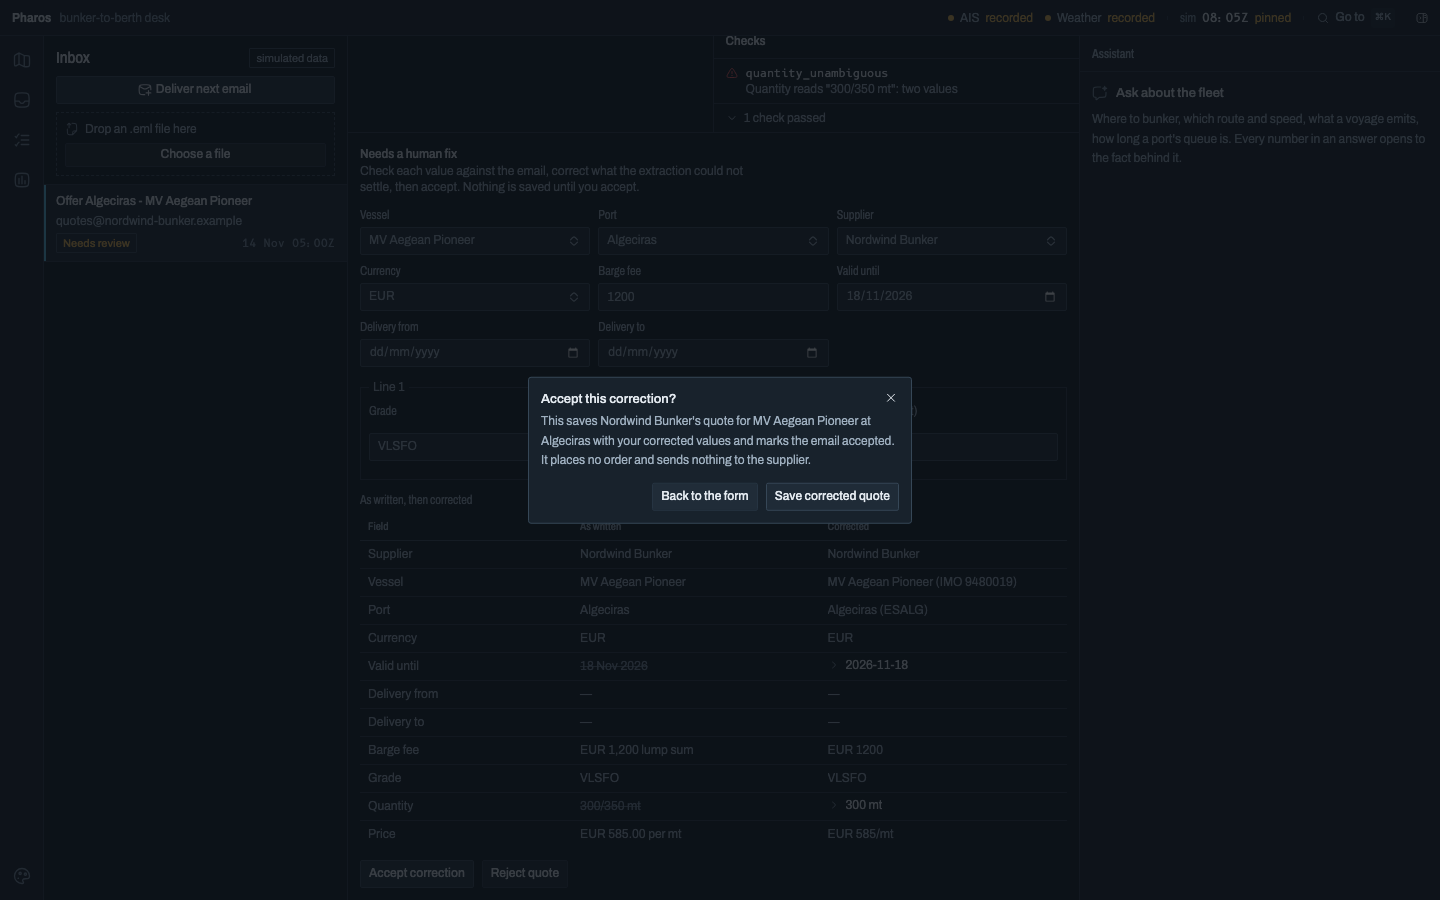 Pharos bunker-to-berth desk
AIS recorded Weather recorded sim 08:05Z pinned Go to ⌘K
Inbox simulated data
Deliver next email
Drop an .eml file here
Choose a file
Offer Algeciras - MV Aegean Pioneer
quotes@nordwind-bunker.example
Needs review 14 Nov 05:00Z
Checks
quantity_unambiguous
Quantity reads "300/350 mt": two values
1 check passed
Needs a human fix
Check each value against the email, correct what the extraction could not
settle, then accept. Nothing is saved until you accept.
Vessel Port Supplier
MV Aegean Pioneer Algeciras Nordwind Bunker
Currency Barge fee Valid until
EUR 1200 18/11/2026
Delivery from Delivery to
dd/mm/yyyy dd/mm/yyyy
Line 1
Grade
VLSFO
Accept this correction?
This saves Nordwind Bunker's quote for MV Aegean Pioneer at
Algeciras with your corrected values and marks the email accepted.
It places no order and sends nothing to the supplier.
Back to the form Save corrected quote
As written, then corrected
Field As written Corrected
Supplier Nordwind Bunker Nordwind Bunker
Vessel MV Aegean Pioneer MV Aegean Pioneer (IMO 9480019)
Port Algeciras Algeciras (ESALG)
Currency EUR EUR
Valid until 18 Nov 2026 2026-11-18
Delivery from — —
Delivery to — —
Barge fee EUR 1,200 lump sum EUR 1200
Grade VLSFO VLSFO
Quantity 300/350 mt 300 mt
Price EUR 585.00 per mt EUR 585/mt
Accept correction Reject quote
Assistant
Ask about the fleet
Where to bunker, which route and speed, what a voyage emits,
how long a port's queue is. Every number in an answer opens to
the fact behind it.